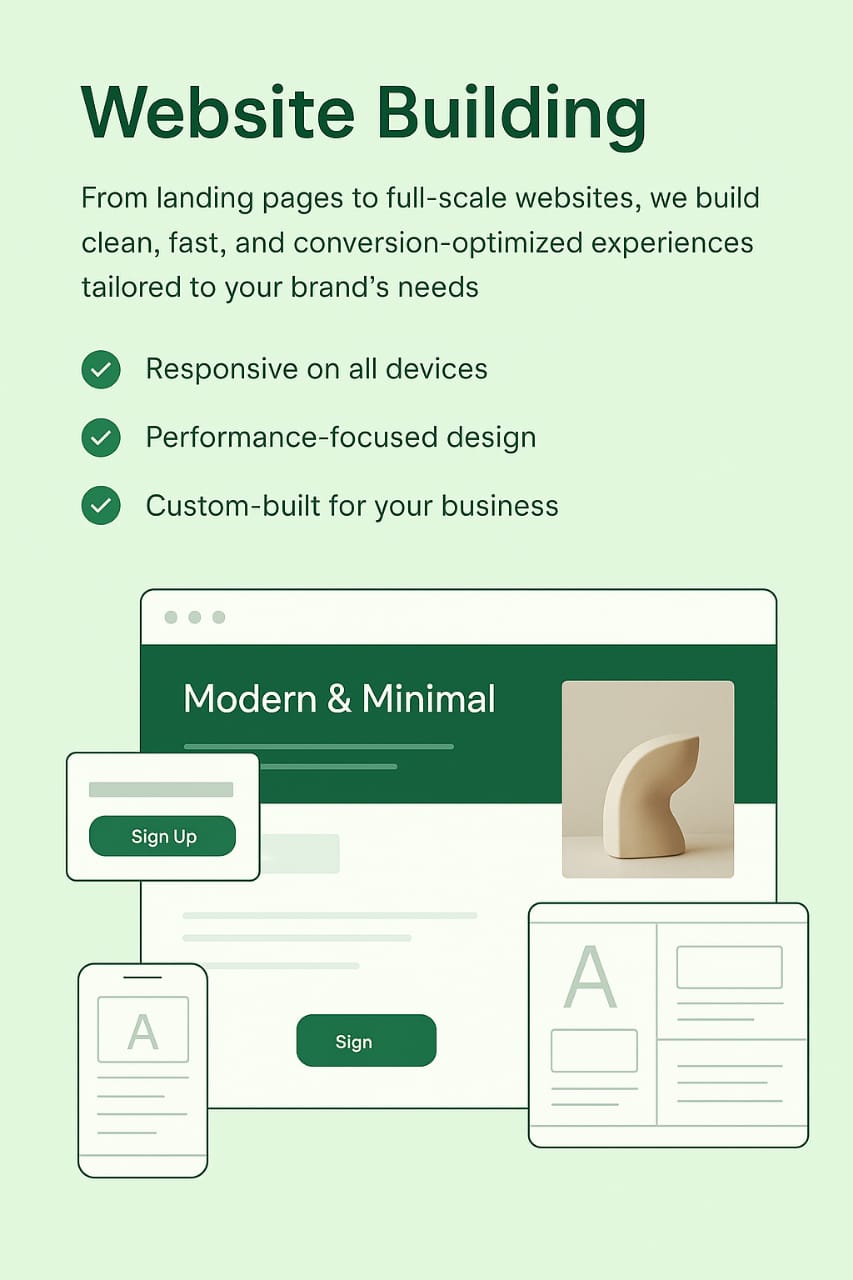 Website Building
From landing pages to full-scale websites, we build
clean, fast, and conversion-optimized experiences
tailored to your brand’s needs
Responsive on all devices
Performance-focused design
Custom-built for your business
Modern & Minimal
Sign Up
A
A
Sign